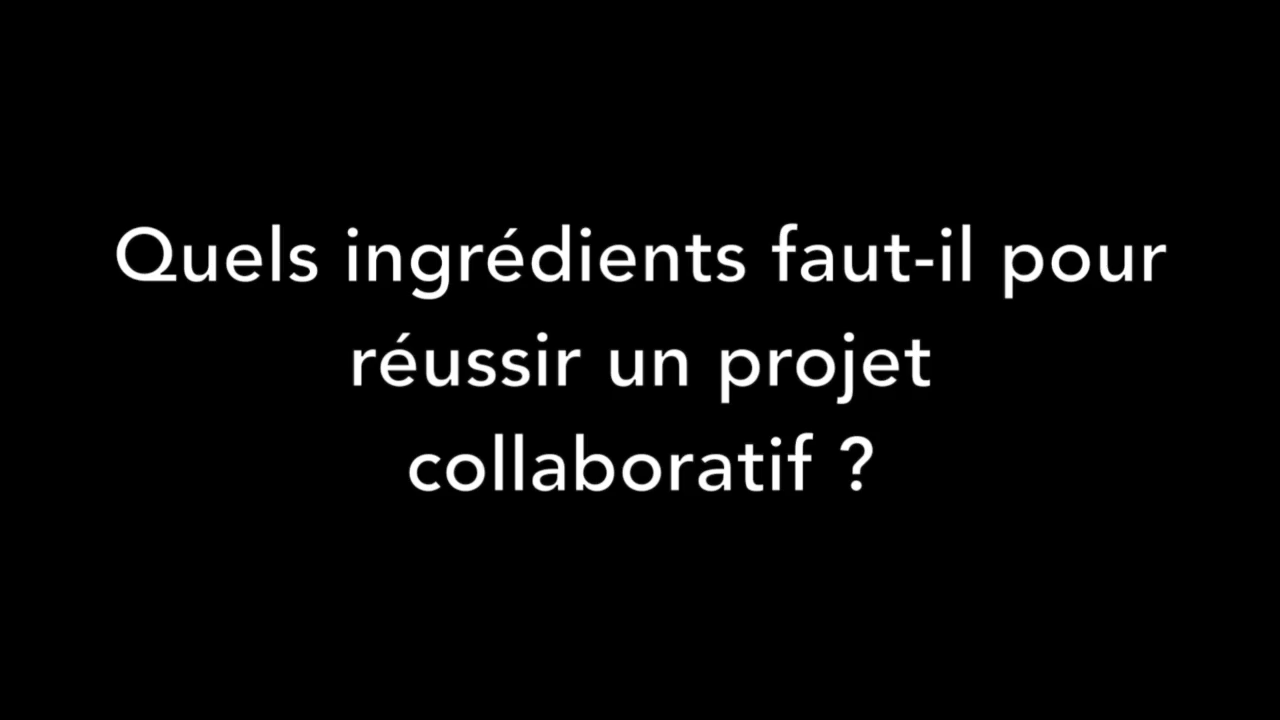 Quels ingrédients faut-il pour
réussir un projet
collaboratif ?